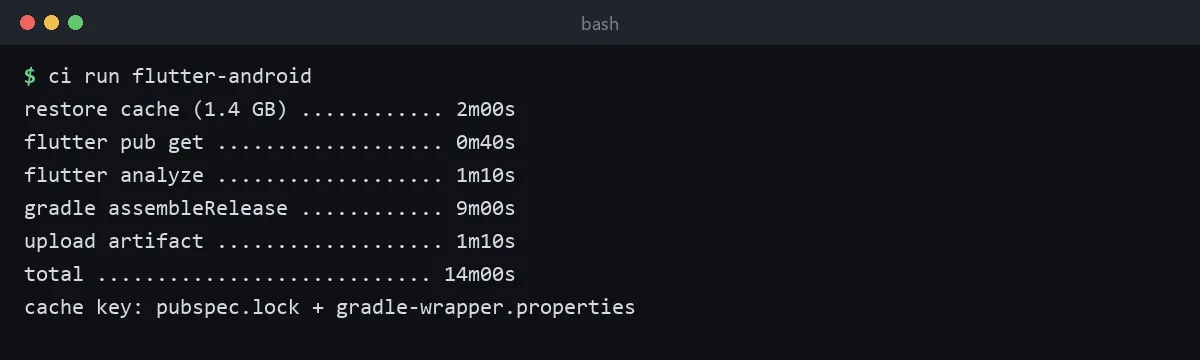 bash
$ ci run flutter-android
restore cache (1.4 GB) ............ 2m00s
flutter pub get ................... 0m40s
flutter analyze ................... 1m10s
gradle assembleRelease ............ 9m00s
upload artifact ................... 1m10s
total ............................ 14m00s
cache key: pubspec.lock + gradle-wrapper.properties